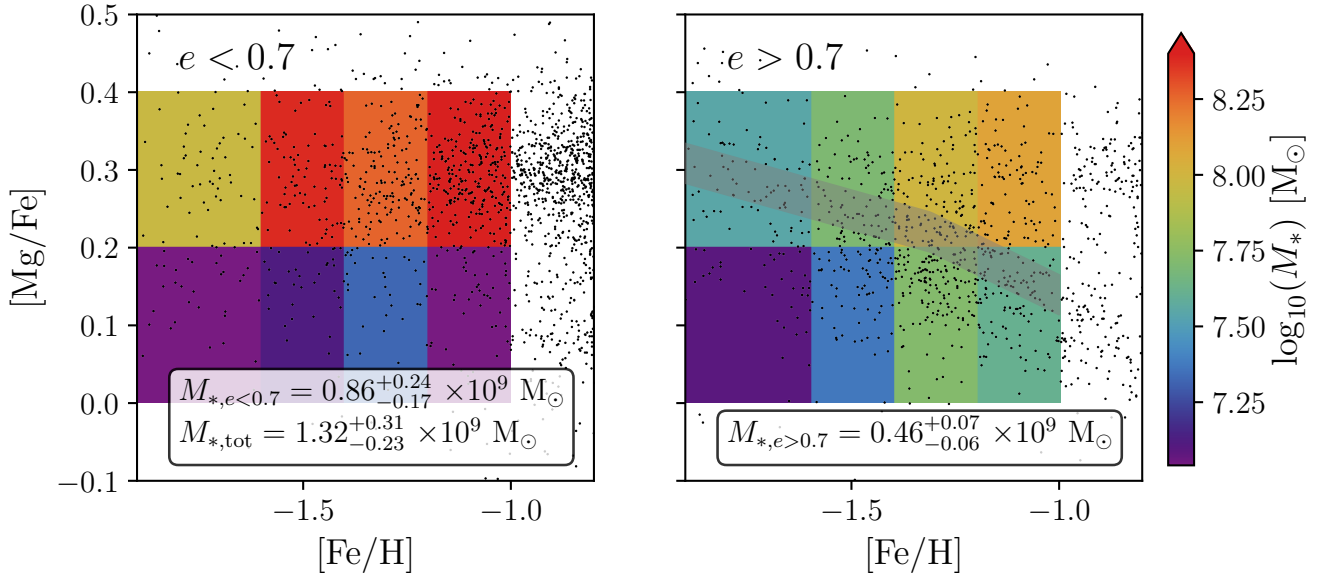 e < 0.7
[Mg/Fe]
0.5
0.4
0.3
0.2
0.1
0.0
−0.1
M∗,e<0.7 = 0.86 +0.24 −0.17 ×10⁹ M⊙
M∗,tot = 1.32 +0.31 −0.23 ×10⁹ M⊙
−1.5 −1.0
[Fe/H]
e > 0.7
M∗,e>0.7 = 0.46 +0.07 −0.06 ×10⁹ M⊙
−1.5 −1.0
[Fe/H]
8.25
8.00
7.75
7.50
7.25
log₁₀(M∗) [M⊙]